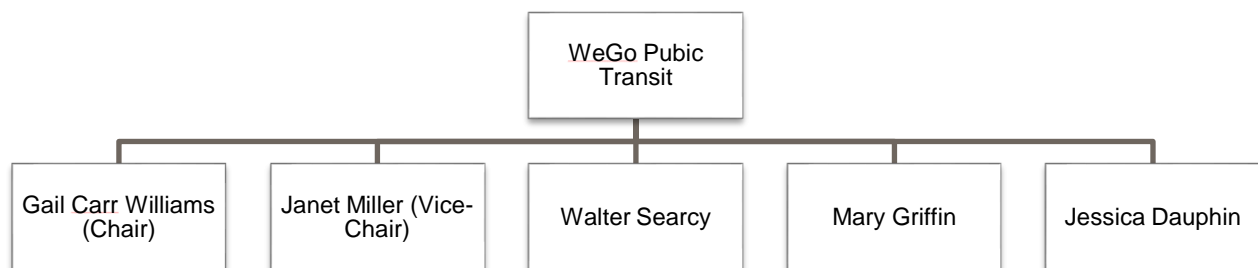 WeGo Pubic
Transit
Gail Carr Williams
(Chair)
Janet Miller (Vice-
Chair)
Walter Searcy
Mary Griffin
Jessica Dauphin